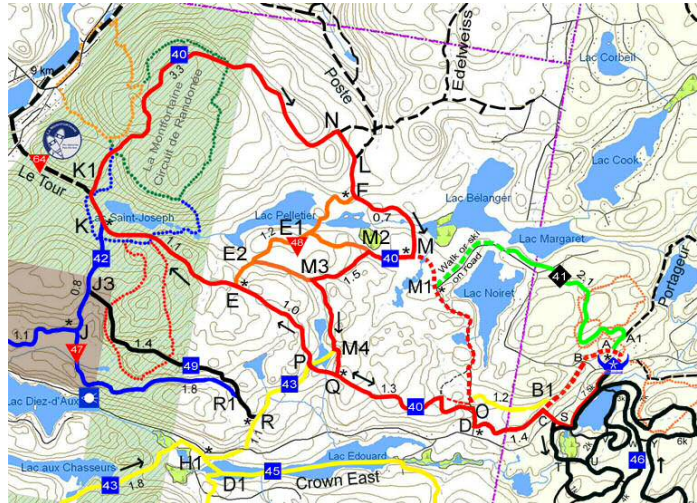 40
Lac Corbeil
9 km
3.3
La Montfortaine
Circuit de Randonée
Poste
Edelweiss
N
L
Lac Cook
64
Le Tour
K1
F
Lac Bélanger
Lac Saint-Joseph
Lac Pelletier
E1
0.7
K
1.2
48
M2
M
Lac Margaret
E2
40
Walk or ski
on road
42
1.1
M3
41
2.1
Portageur
0.8
J3
E
1.5
M1
Lac Noiret
1.0
A1
1.1
J
1.4
A
47
M4
B
P
49
43
Q
1.3
1.2
B1
Lac Diez-d'Aux
1.8
R1
R
40
O
C
S
D
1.4
1.1
T
U
W
Y
6k
H1
Lac Edouard
46
Lac aux Chasseurs
43
1.8
45
D1
Crown East